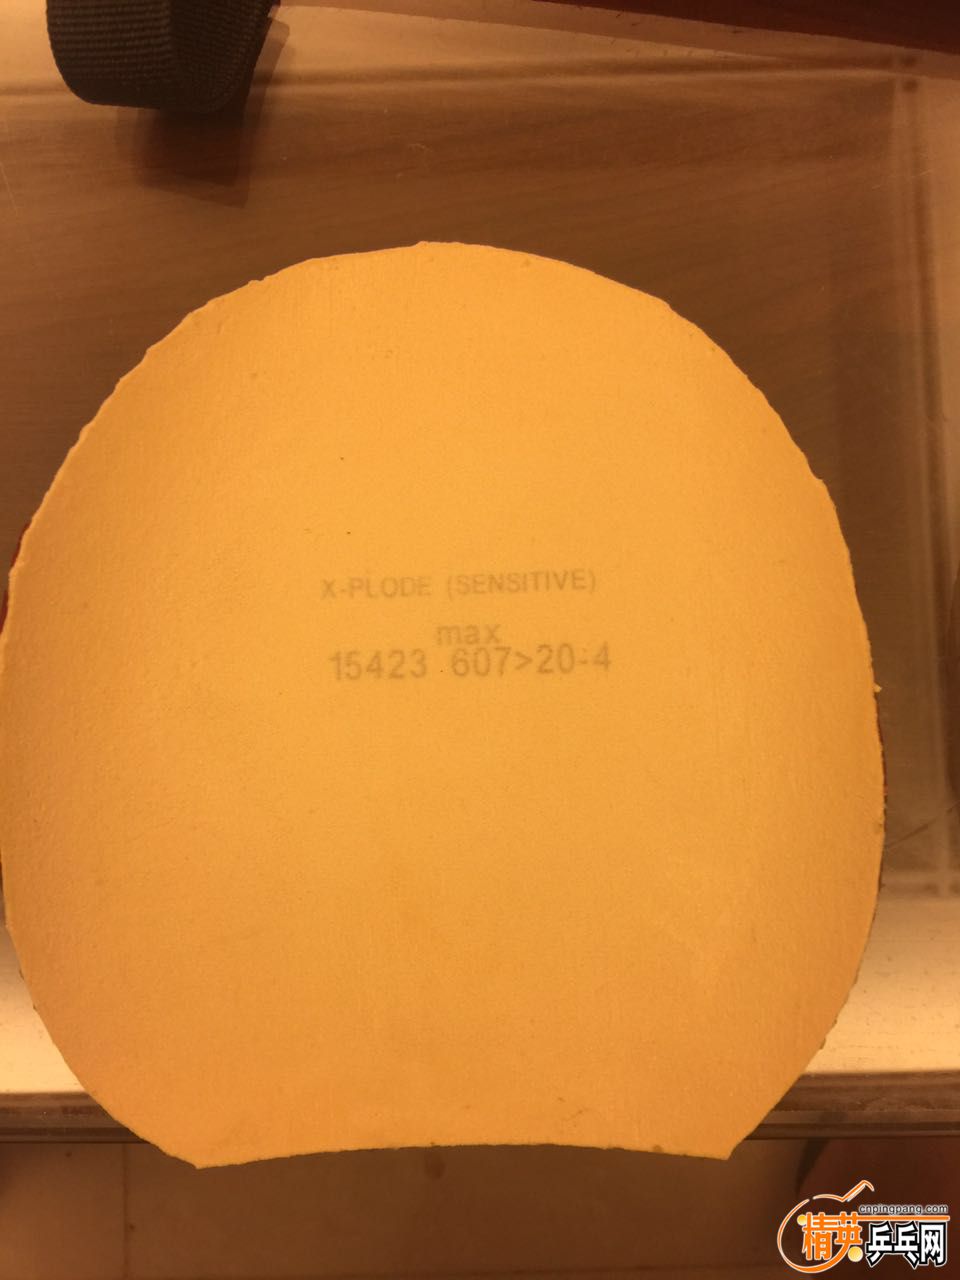 X-PLODE (SENSITIVE)
max
15423 607>20-4
cnpingpang.com
精英乒乓网